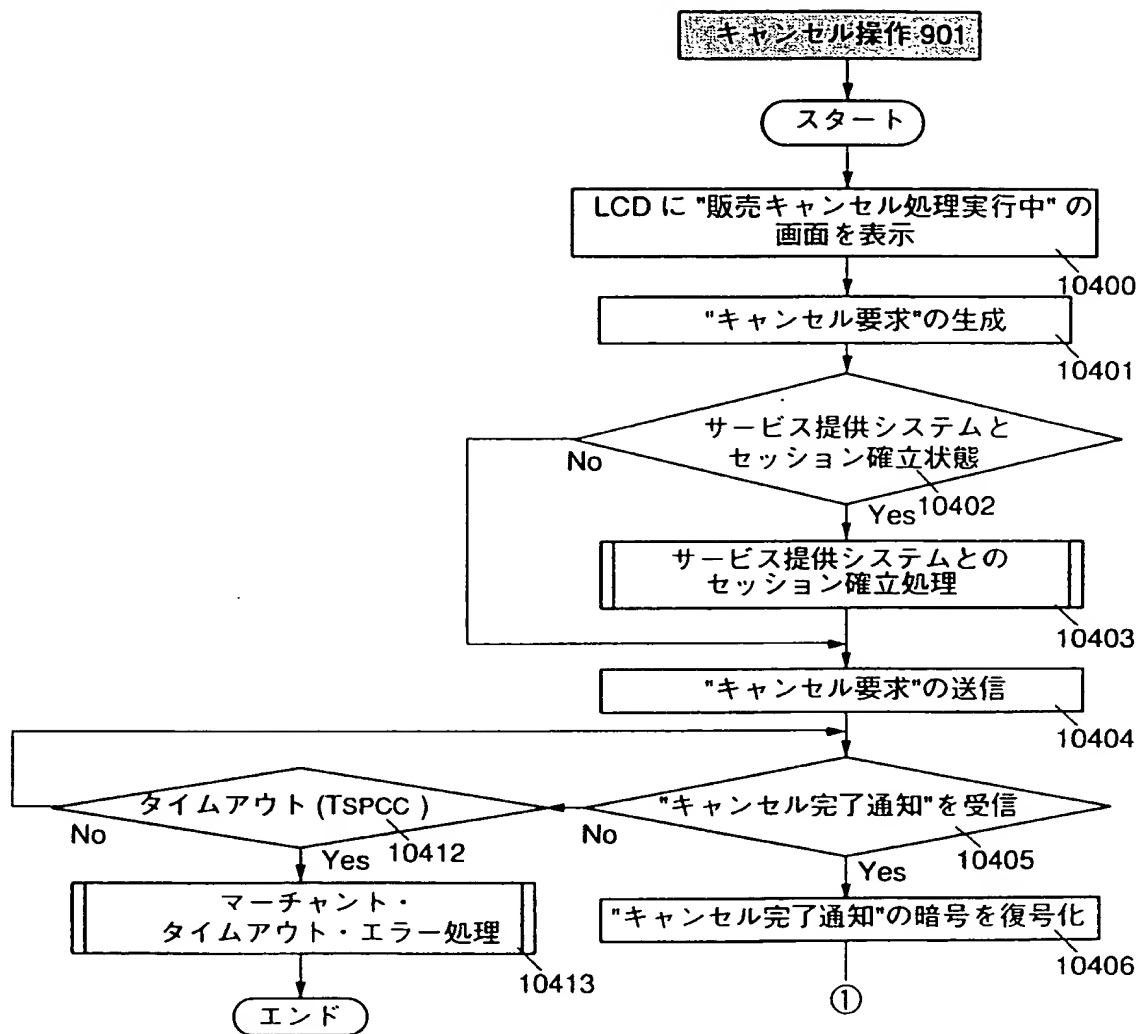 キャンセル操作 901
スタート
LCD に "販売キャンセル処理実行中" の
画面を表示
10400
"キャンセル要求"の生成
10401
サービス提供システムと
セッション確立状態
No
10402
Yes
サービス提供システムとの
セッション確立処理
10403
"キャンセル要求"の送信
10404
タイムアウト (TSPCC)
No
10412
Yes
"キャンセル完了通知"を受信
No
10405
Yes
マーチャント・
タイムアウト・エラー処理
10413
"キャンセル完了通知"の暗号を復号化
10406
エンド
①